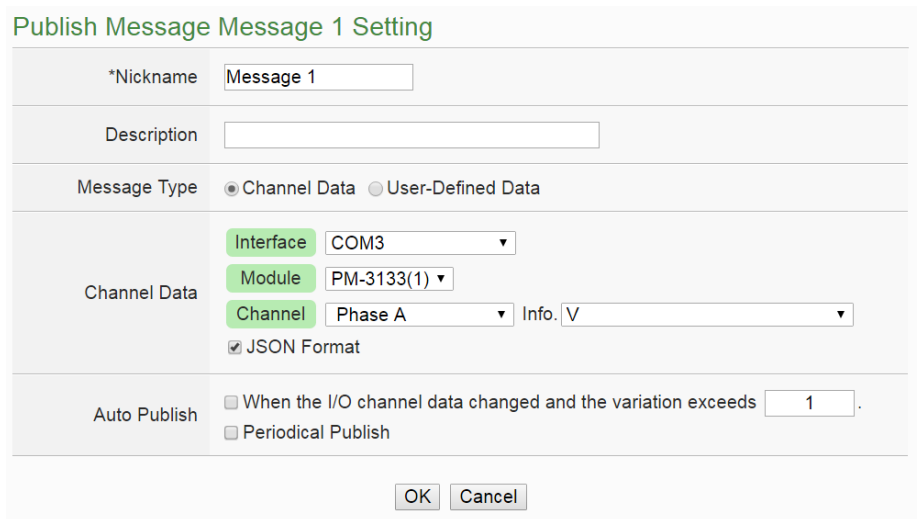 Publish Message Message 1 Setting
*Nickname Message 1
Description
Message Type Channel Data User-Defined Data
Interface COM3
Module PM-3133(1)
Channel Data
Channel Phase A Info. V
JSON Format
When the I/O channel data changed and the variation exceeds 1 .
Auto Publish
Periodical Publish
OK Cancel